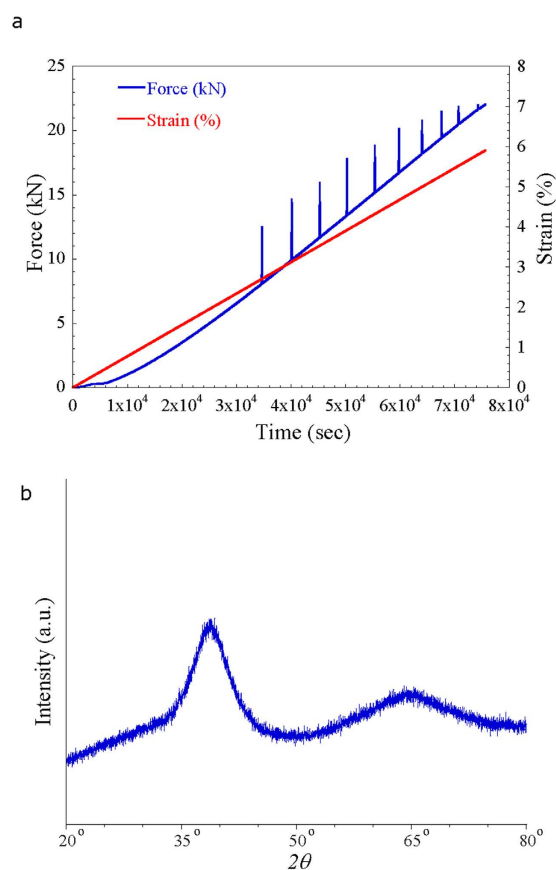 a
Force (kN)
Strain (%)
25
20
15
10
5
0
8
7
6
5
4
3
2
1
0
Force (kN)
Strain (%)
0 1x10⁴ 2x10⁴ 3x10⁴ 4x10⁴ 5x10⁴ 6x10⁴ 7x10⁴ 8x10⁴
Time (sec)
b
Intensity (a.u.)
20° 35° 50° 65° 80°
2θ